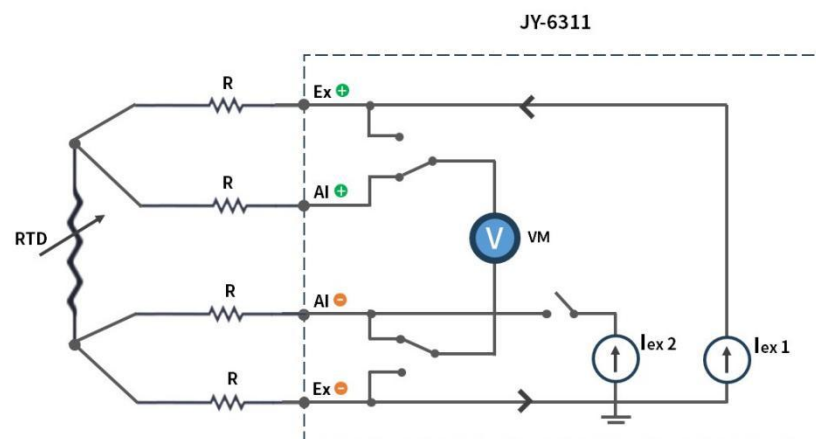 JY-6311
R
Ex +
R
AI +
RTD
V
VM
R
AI -
Iex 2
Iex 1
R
Ex -